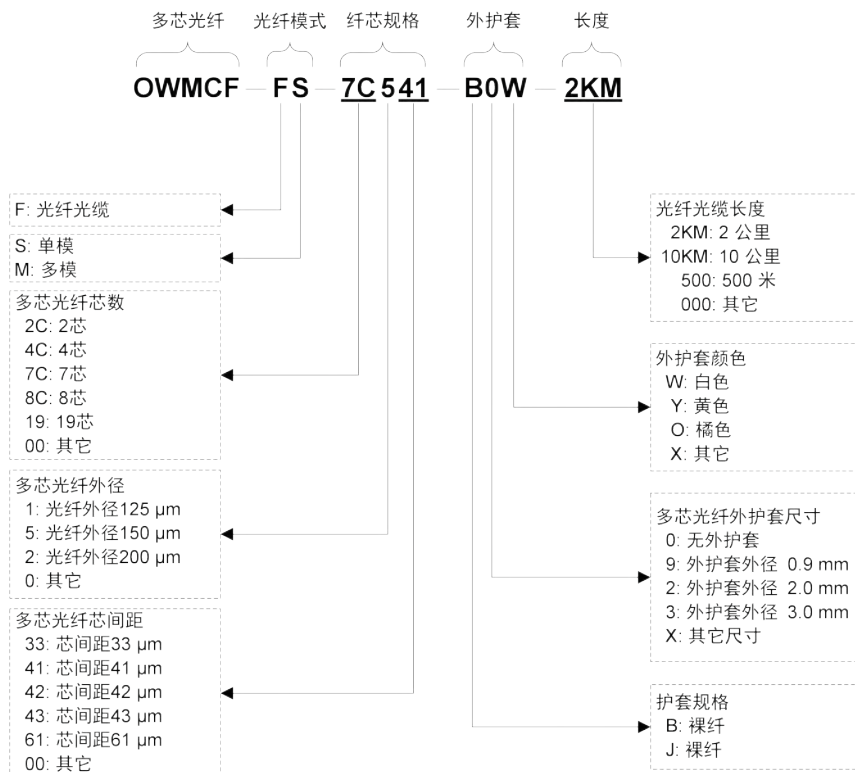 多芯光纤 光纤模式 纤芯规格 外护套 长度
OWMCF — FS — 7C541 — B0W — 2KM
F: 光纤光缆
S: 单模
M: 多模
多芯光纤芯数
2C: 2芯
4C: 4芯
7C: 7芯
8C: 8芯
19: 19芯
00: 其它
多芯光纤外径
1: 光纤外径125 μm
5: 光纤外径150 μm
2: 光纤外径200 μm
0: 其它
多芯光纤芯间距
33: 芯间距33 μm
41: 芯间距41 μm
42: 芯间距42 μm
43: 芯间距43 μm
61: 芯间距61 μm
00: 其它
光纤光缆长度
2KM: 2 公里
10KM: 10 公里
500: 500 米
000: 其它
外护套颜色
W: 白色
Y: 黄色
O: 橘色
X: 其它
多芯光纤外护套尺寸
0: 无外护套
9: 外护套外径 0.9 mm
2: 外护套外径 2.0 mm
3: 外护套外径 3.0 mm
X: 其它尺寸
护套规格
B: 裸纤
J: 裸纤